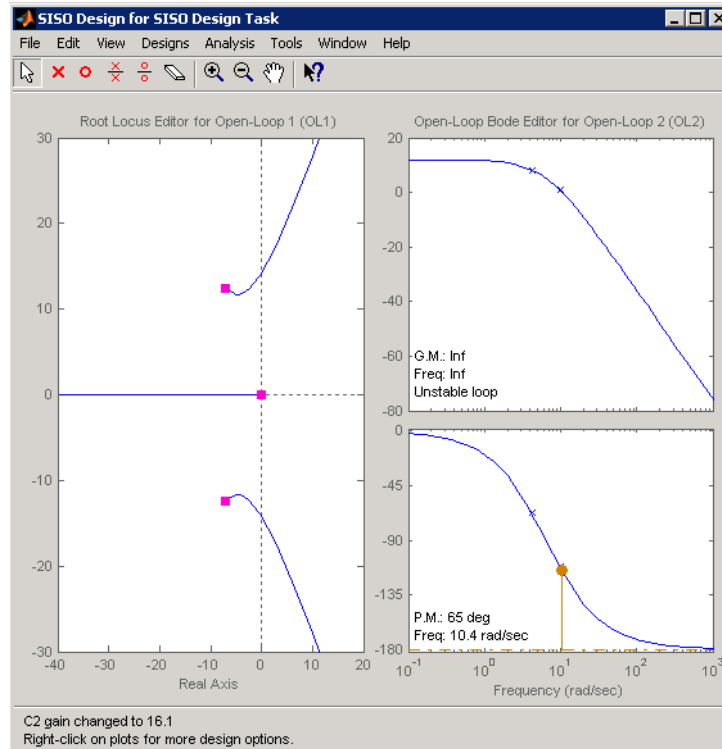 SISO Design for SISO Design Task
File Edit View Designs Analysis Tools Window Help
Root Locus Editor for Open-Loop 1 (OL1)
30
20
10
0
-10
-20
-30
-40 -30 -20 -10 0 10 20
Real Axis
Open-Loop Bode Editor for Open-Loop 2 (OL2)
20
0
-20
-40
-60
-80
G.M.: Inf
Freq: Inf
Unstable loop
0
-45
-90
-135
-180
P.M.: 65 deg
Freq: 10.4 rad/sec
10^-1 10^0 10^1 10^2 10^3
Frequency (rad/sec)
C2 gain changed to 16.1
Right-click on plots for more design options.